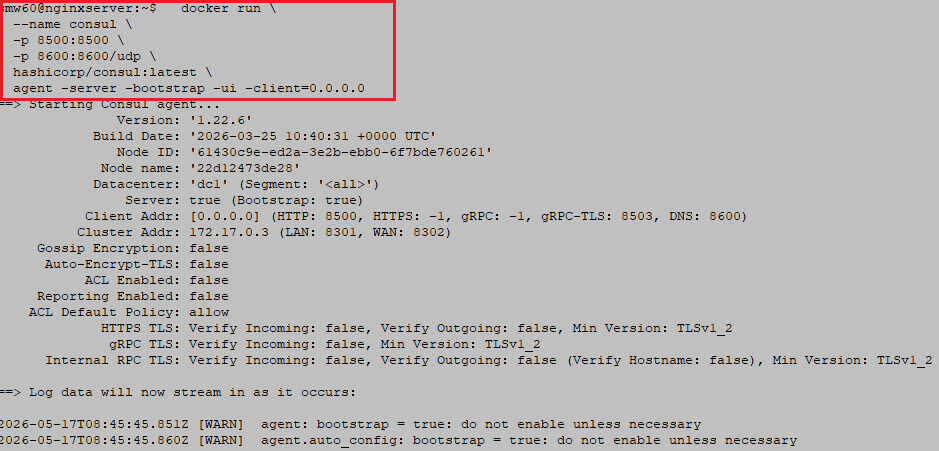 mw60@nginxserver:~$   docker run \
  --name consul \
  -p 8500:8500 \
  -p 8600:8600/udp \
  hashicorp/consul:latest \
  agent -server -bootstrap -ui -client=0.0.0.0
==> Starting Consul agent...
               Version: '1.22.6'
            Build Date: '2026-03-25 10:40:31 +0000 UTC'
               Node ID: '61430c9e-ed2a-3e2b-ebb0-6f7bde760261'
             Node name: '22d12473de28'
            Datacenter: 'dc1' (Segment: '<all>')
                Server: true (Bootstrap: true)
           Client Addr: [0.0.0.0] (HTTP: 8500, HTTPS: -1, gRPC: -1, gRPC-TLS: 8503, DNS: 8600)
          Cluster Addr: 172.17.0.3 (LAN: 8301, WAN: 8302)
     Gossip Encryption: false
      Auto-Encrypt-TLS: false
           ACL Enabled: false
     Reporting Enabled: false
    ACL Default Policy: allow
             HTTPS TLS: Verify Incoming: false, Verify Outgoing: false, Min Version: TLSv1_2
              gRPC TLS: Verify Incoming: false, Min Version: TLSv1_2
      Internal RPC TLS: Verify Incoming: false, Verify Outgoing: false (Verify Hostname: false), Min Version: TLSv1_2
==> Log data will now stream in as it occurs:
2026-05-17T08:45:45.851Z [WARN]  agent: bootstrap = true: do not enable unless necessary
2026-05-17T08:45:45.860Z [WARN]  agent.auto_config: bootstrap = true: do not enable unless necessary